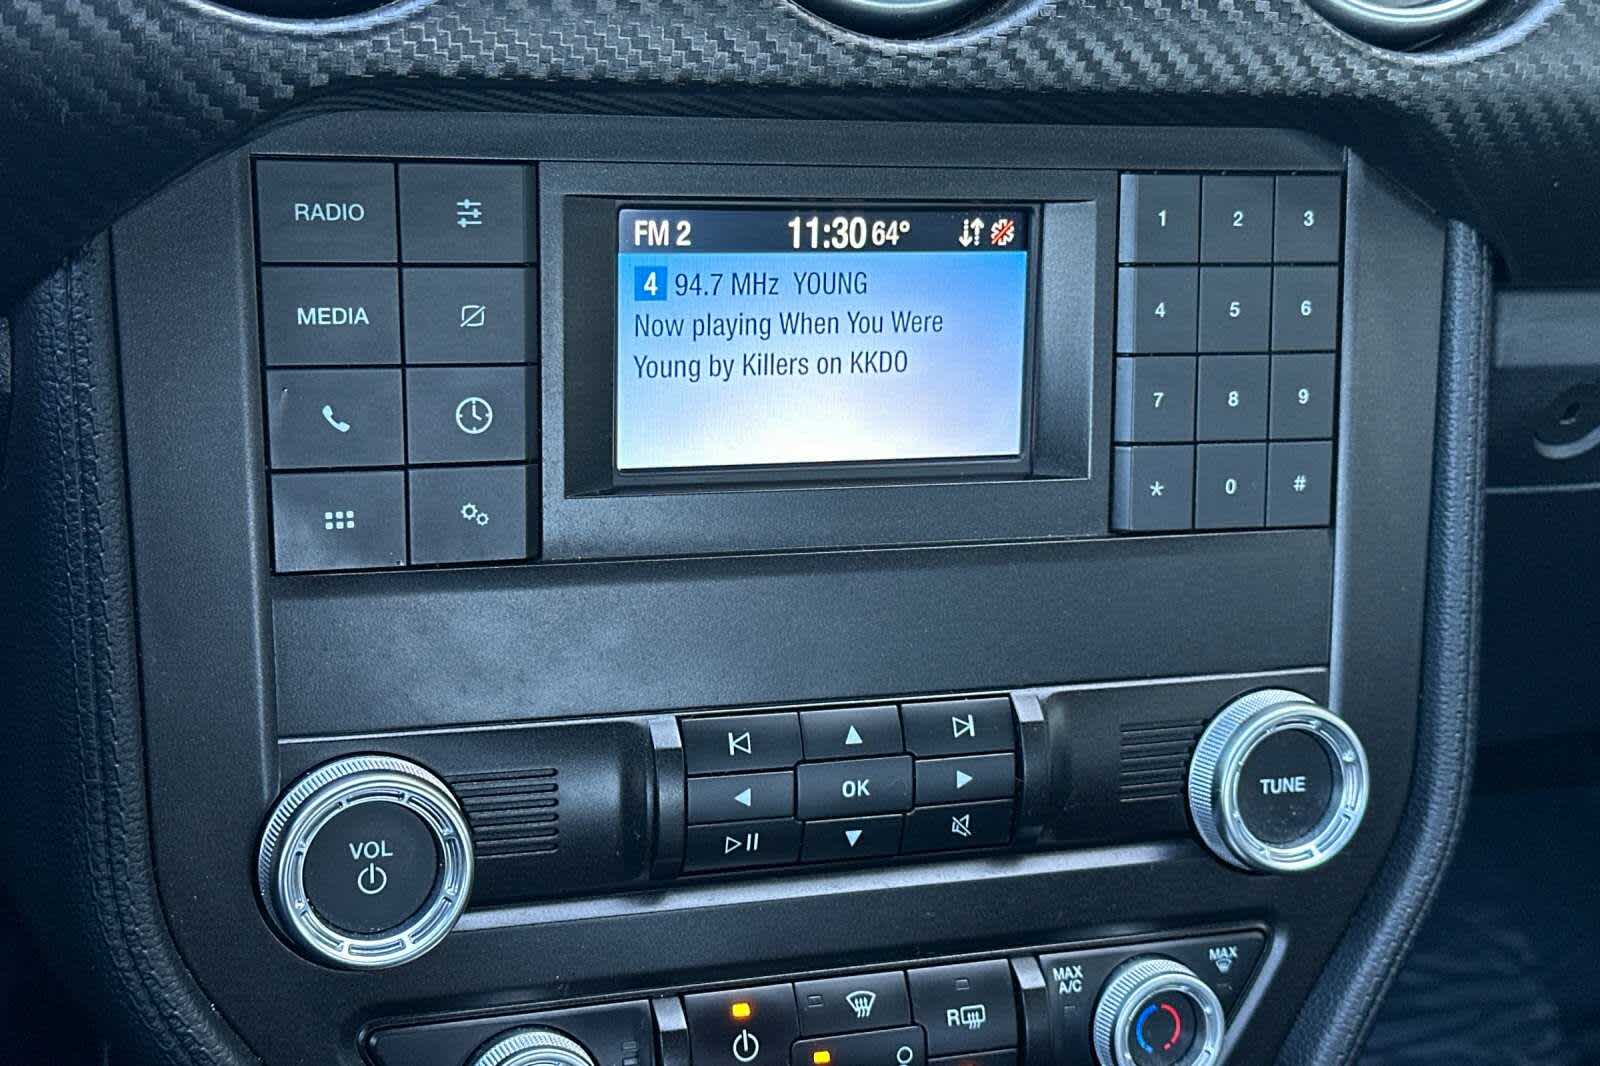 RADIO
MEDIA
FM 2 11:30 64°
4 94.7 MHz YOUNG
Now playing When You Were
Young by Killers on KKDO
1 2 3
4 5 6
7 8 9
* 0 #
VOL
OK
TUNE
MAX
A/C
R
MAX